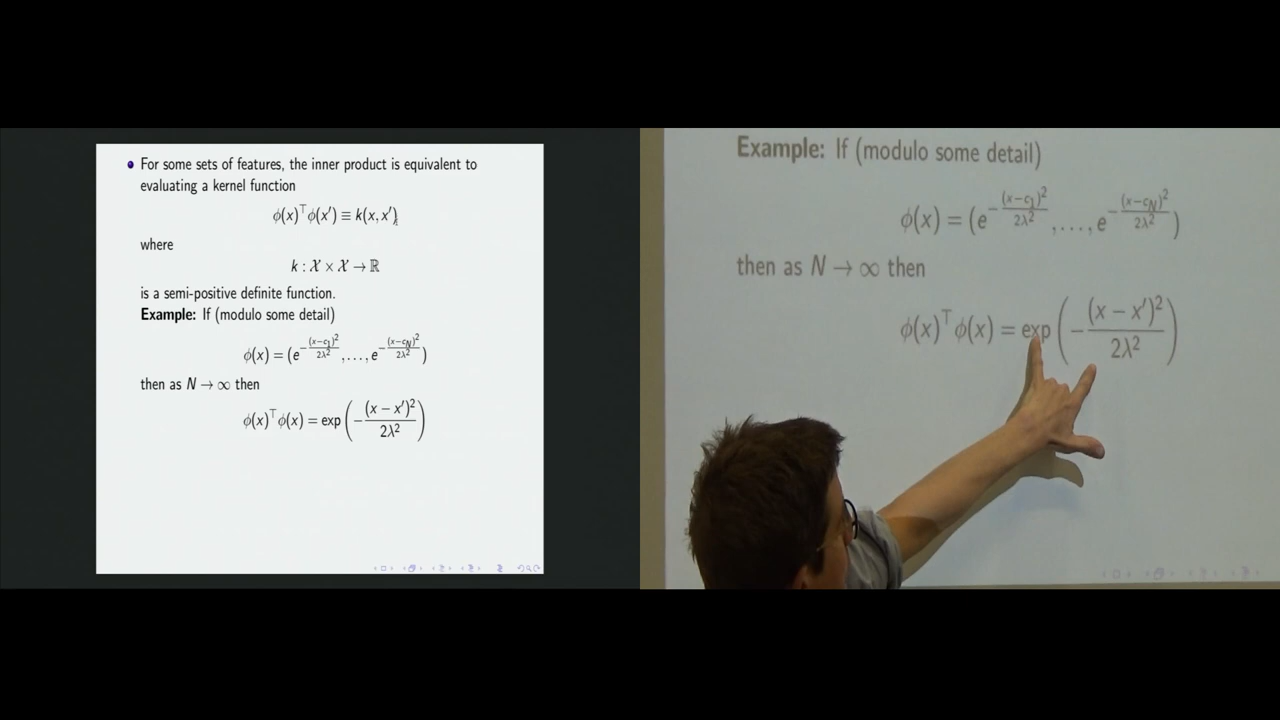 For some sets of features, the inner product is equivalent to
evaluating a kernel function
ϕ(x)⊤ϕ(x′) ≡ k(x, x′)
where
k : 𝒳 × 𝒳 → ℝ
is a semi-positive definite function.
Example: If (modulo some detail)
ϕ(x) = (e^{-(x−c₁)²/2λ²}, . . . , e^{-(x−c_N)²/2λ²})
then as N → ∞ then
ϕ(x)⊤ϕ(x) = exp(−(x − x′)²/2λ²)
Example: If (modulo some detail)
ϕ(x) = (e^{-(x−c₁)²/2λ²}, . . . , e^{-(x−c_N)²/2λ²})
then as N → ∞ then
ϕ(x)⊤ϕ(x) = exp(−(x − x′)²/2λ²)